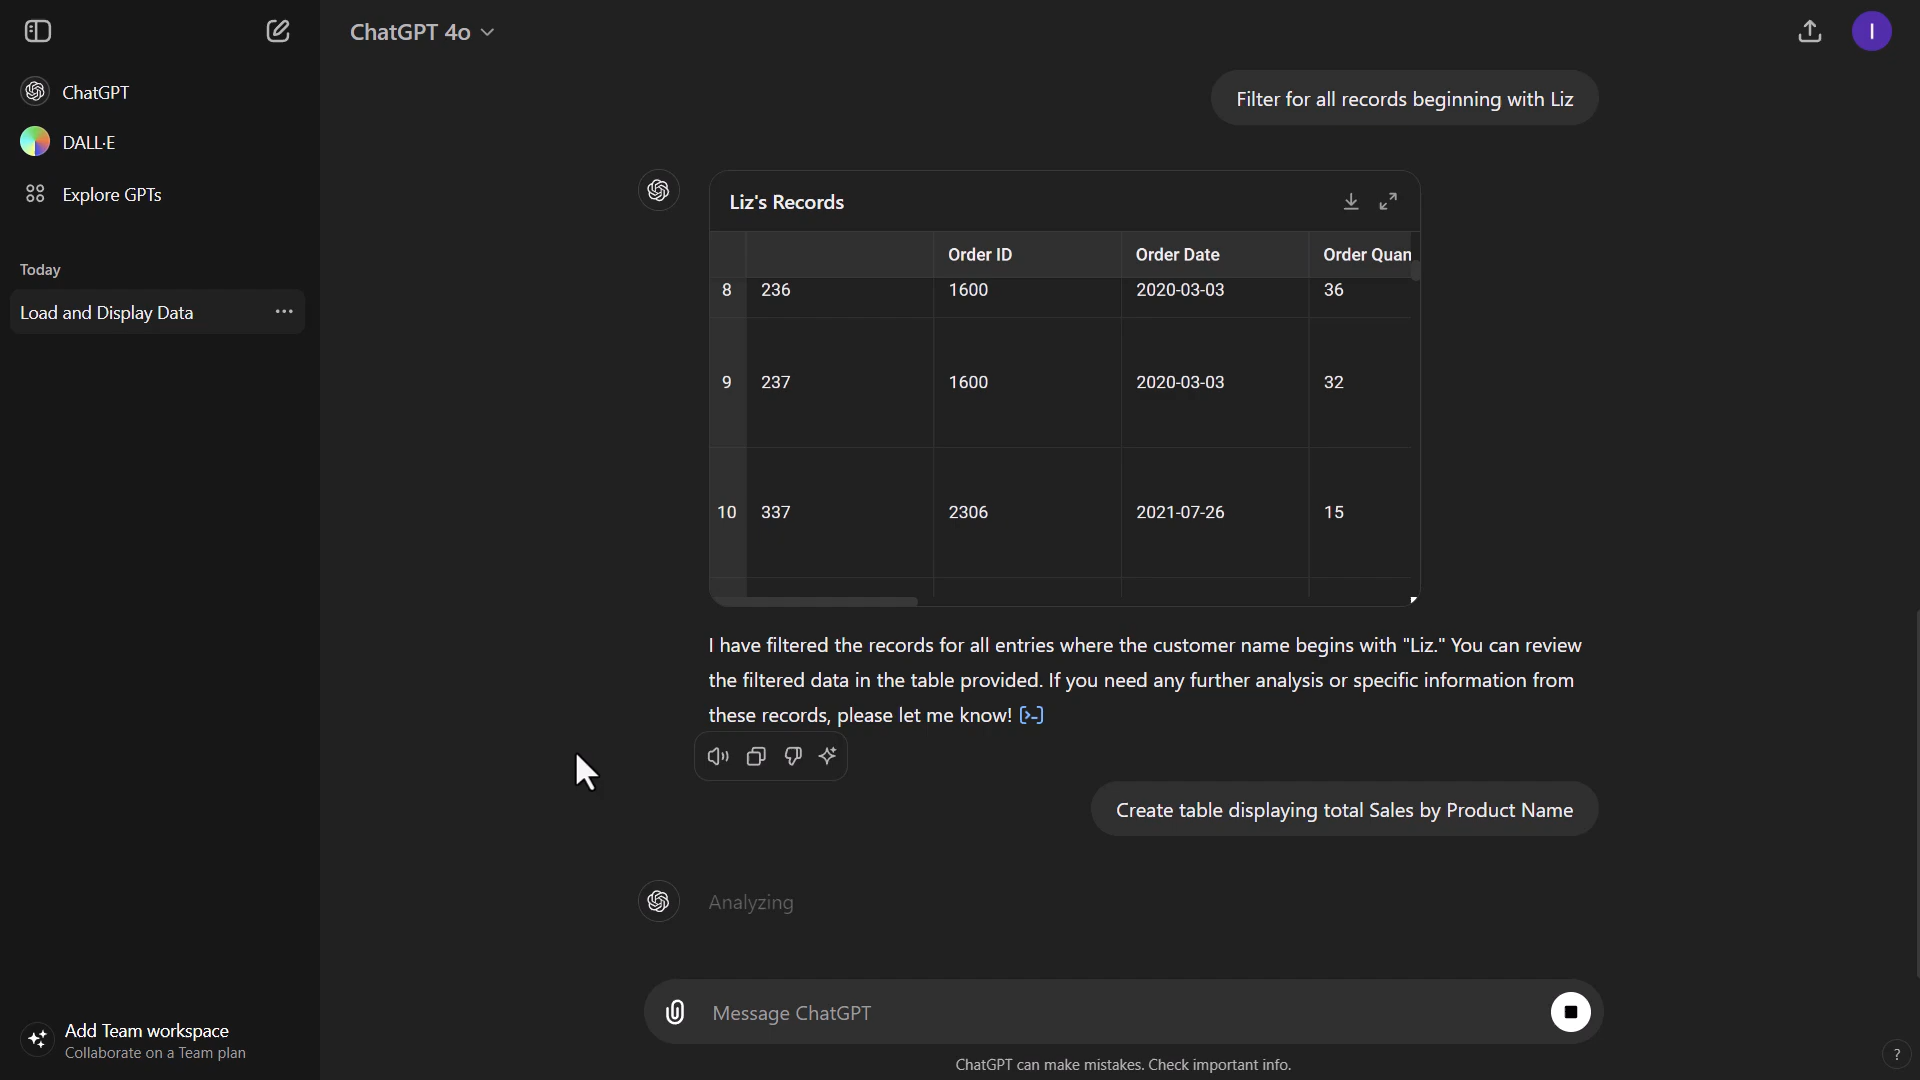 ChatGPT 4o
I
ChatGPT
DALL·E
Explore GPTs
Today
Load and Display Data
Filter for all records beginning with Liz
Liz's Records
Order ID Order Date Order Quan
8 236 1600 2020-03-03 36
9 237 1600 2020-03-03 32
10 337 2306 2021-07-26 15
I have filtered the records for all entries where the customer name begins with "Liz." You can review
the filtered data in the table provided. If you need any further analysis or specific information from
these records, please let me know! [>-]
Create table displaying total Sales by Product Name
Analyzing
Message ChatGPT
ChatGPT can make mistakes. Check important info.
Add Team workspace
Collaborate on a Team plan
?